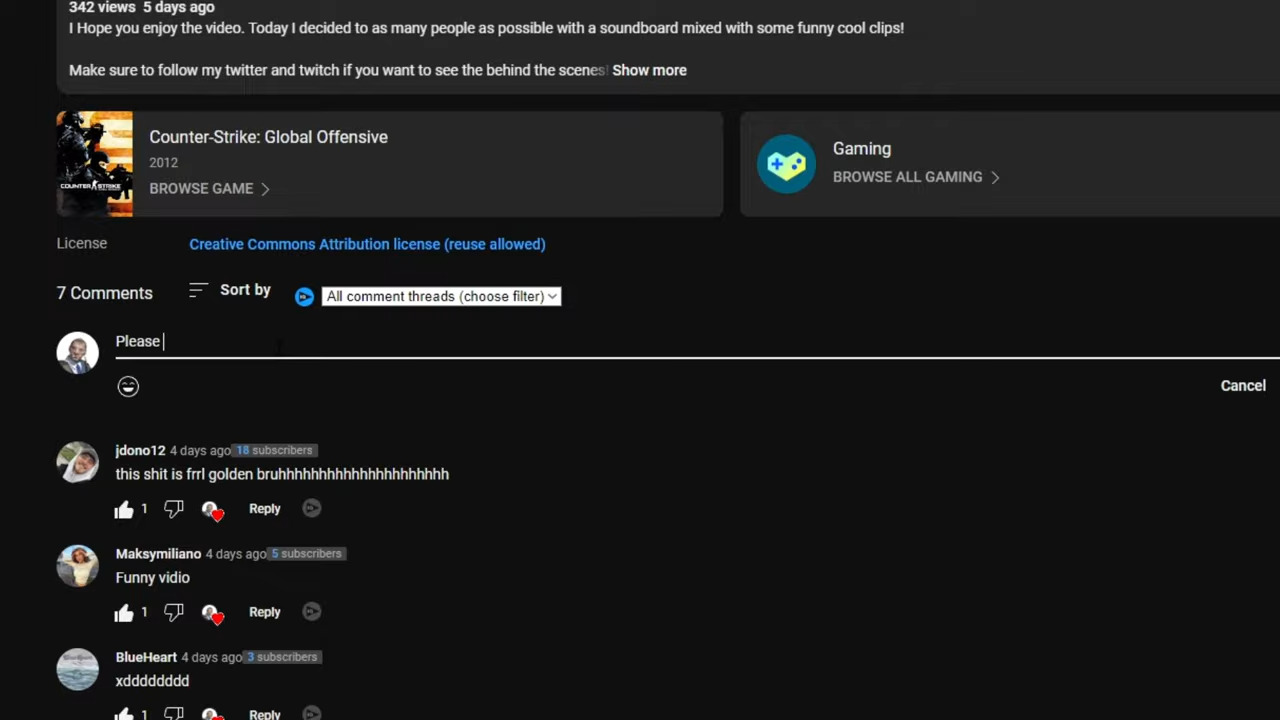 342 views 5 days ago
I Hope you enjoy the video. Today I decided to as many people as possible with a soundboard mixed with some funny cool clips!
Make sure to follow my twitter and twitch if you want to see the behind the scenes! Show more
COUNTER STRIKE
Counter-Strike: Global Offensive
2012
BROWSE GAME
Gaming
BROWSE ALL GAMING
License
Creative Commons Attribution license (reuse allowed)
7 Comments
Sort by
All comment threads (choose filter)
Please
Cancel
jdono12 4 days ago 18 subscribers
this shit is frrl golden bruhhhhhhhhhhhhhhhhhhhhh
1
Reply
Maksymiliano 4 days ago 5 subscribers
Funny vidio
1
Reply
BlueHeart 4 days ago 3 subscribers
xdddddddd
1
Reply